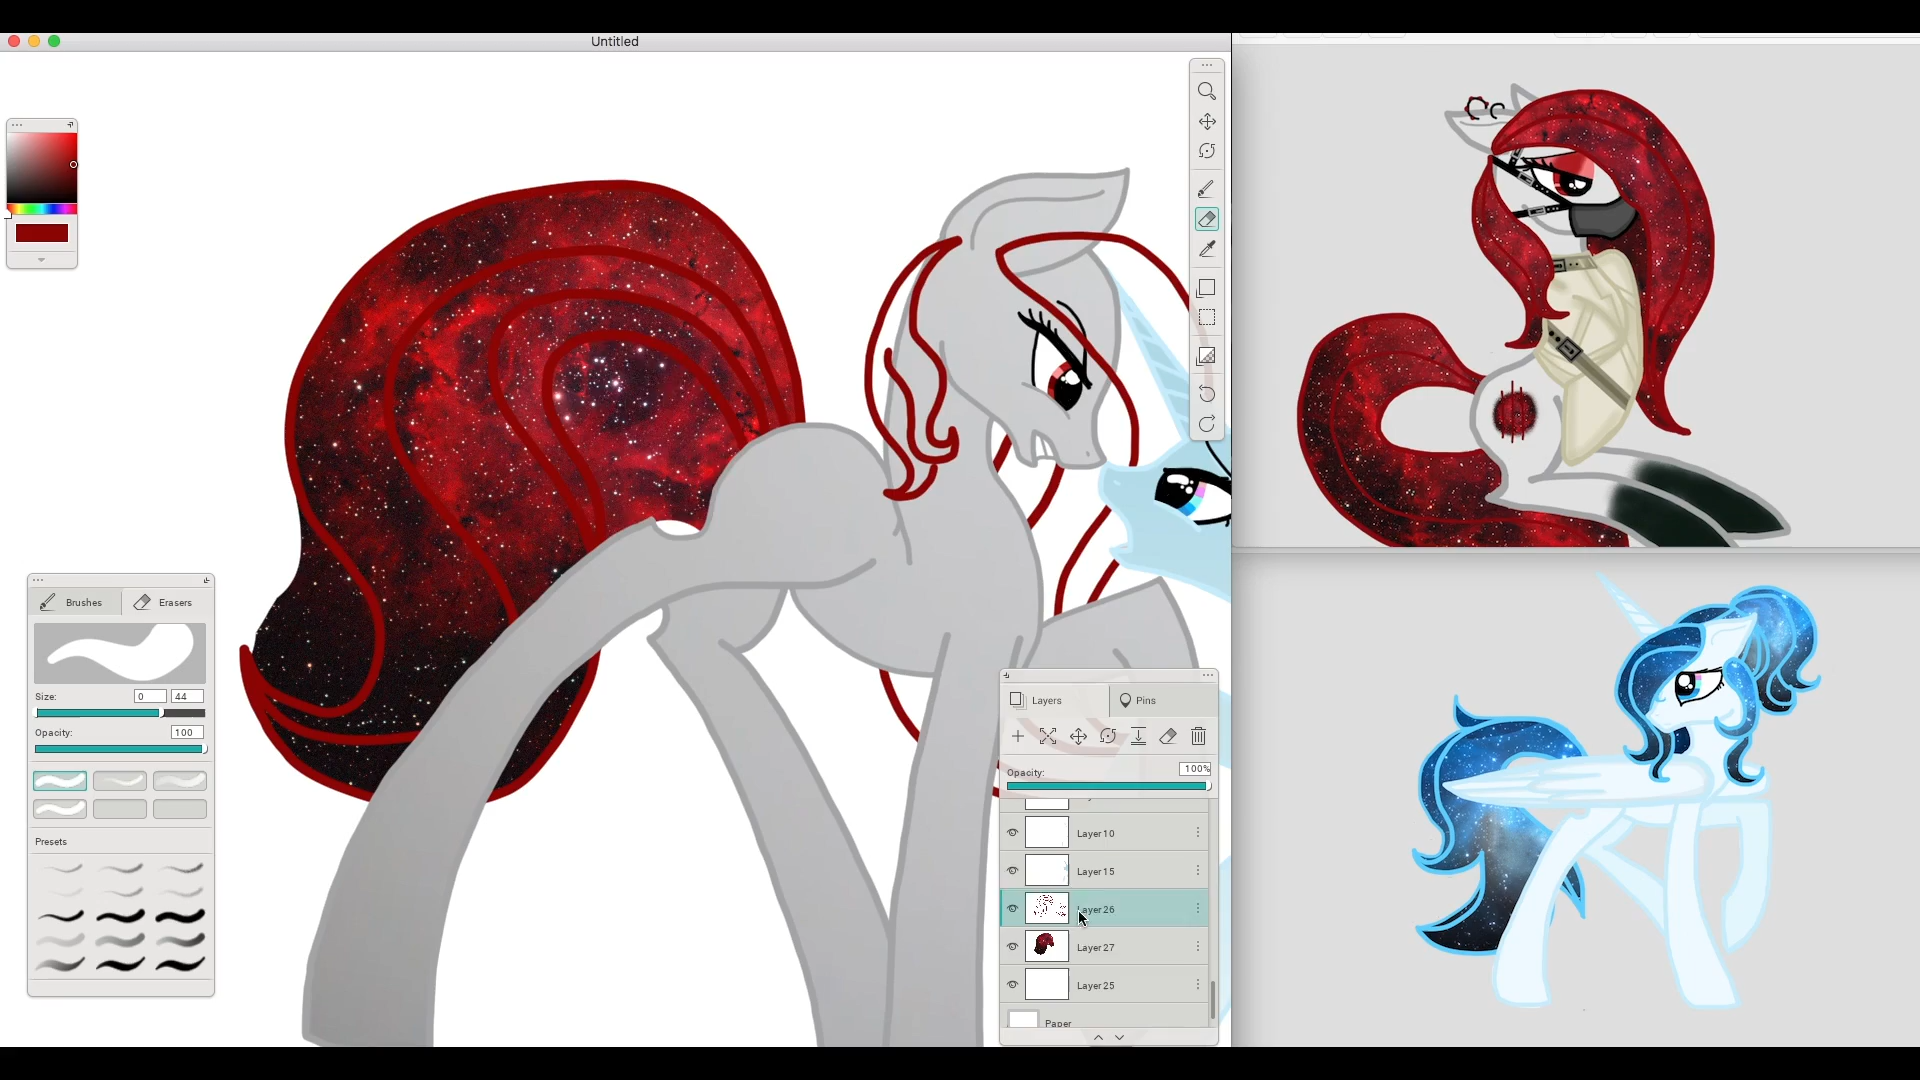 Untitled
Brushes
Erasers
Size:
0
44
Opacity:
100
Presets
Layers
Pins
Opacity:
100%
Layer 10
Layer 15
Layer 26
Layer 27
Layer 25
Paper